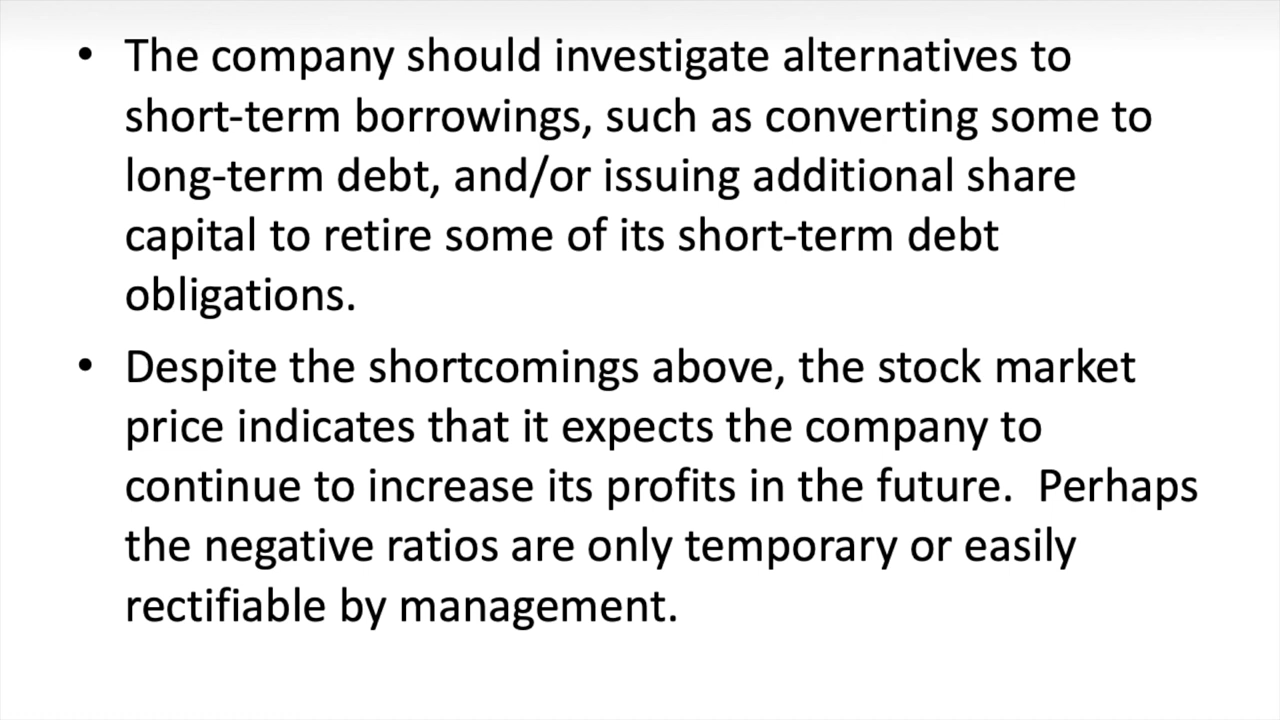 • The company should investigate alternatives to
short-term borrowings, such as converting some to
long-term debt, and/or issuing additional share
capital to retire some of its short-term debt
obligations.
• Despite the shortcomings above, the stock market
price indicates that it expects the company to
continue to increase its profits in the future.  Perhaps
the negative ratios are only temporary or easily
rectifiable by management.